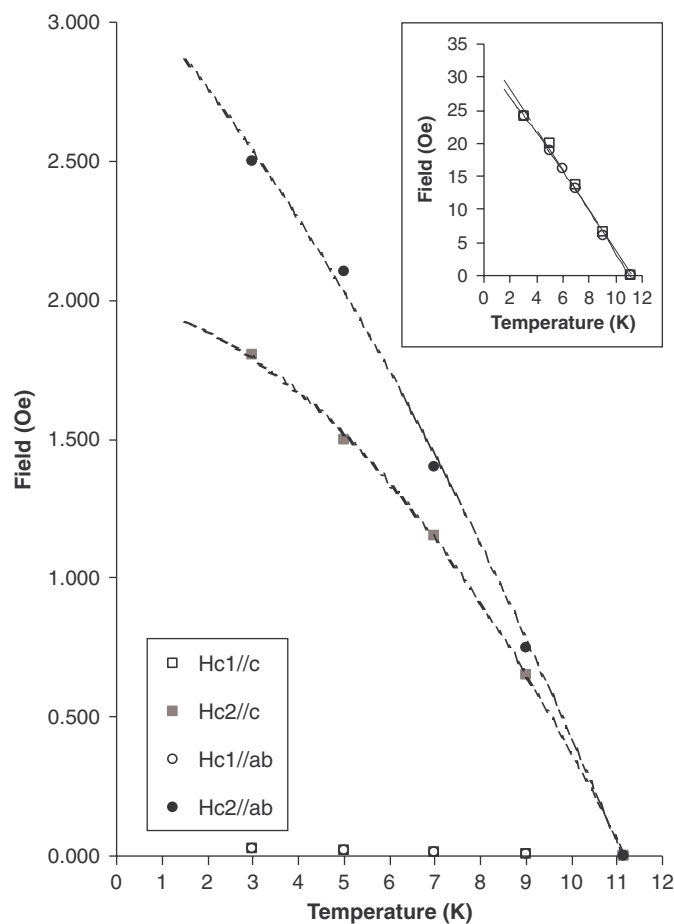 3.000
2.500
2.000
1.500
1.000
0.500
0.000
Field (Oe)
0 1 2 3 4 5 6 7 8 9 10 11 12
Temperature (K)
Hc1//c
Hc2//c
Hc1//ab
Hc2//ab
35
30
25
20
15
10
5
0
Field (Oe)
0 2 4 6 8 10 12
Temperature (K)